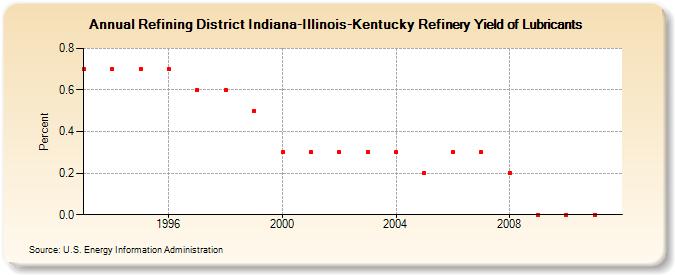 Annual Refining District Indiana-Illinois-Kentucky Refinery Yield of Lubricants
Percent
0.8
0.6
0.4
0.2
0.0
1996 2000 2004 2008
Source: U.S. Energy Information Administration